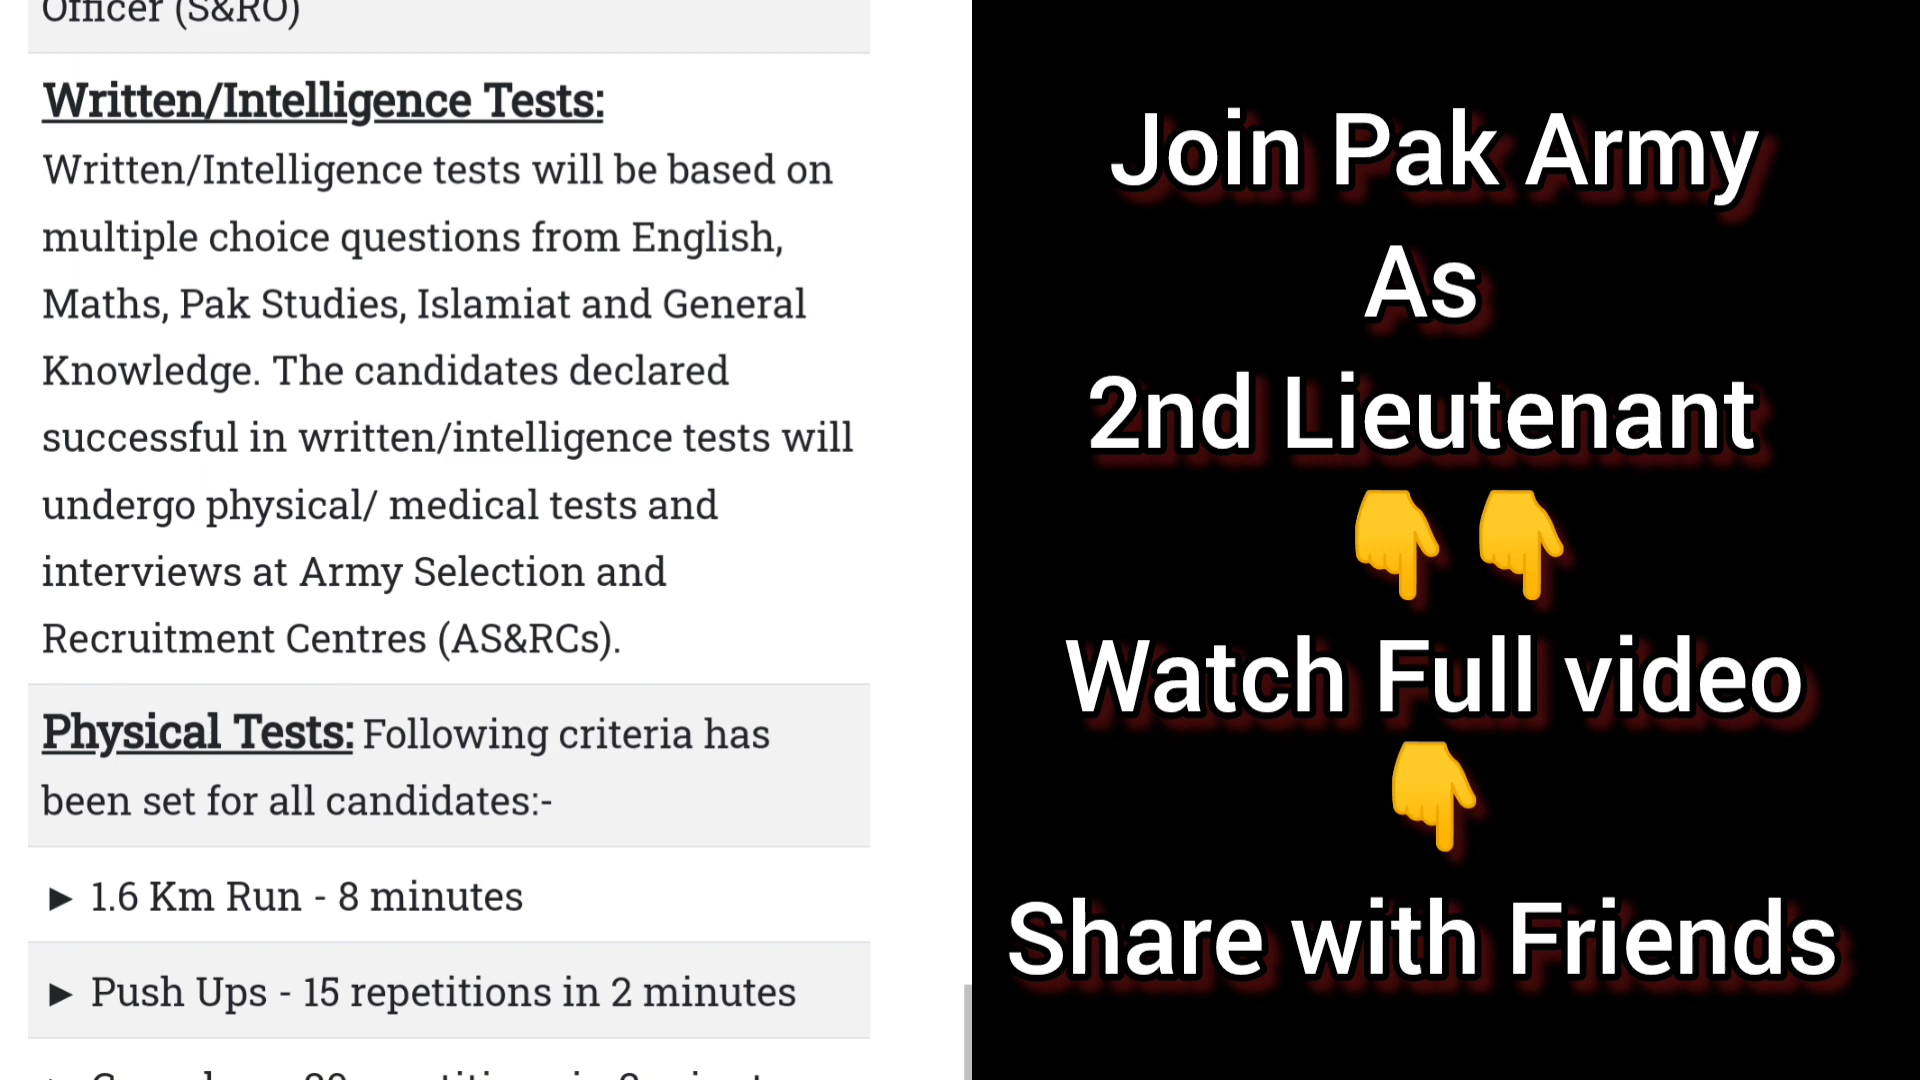 Officer (S&RO)
Written/Intelligence Tests:
Written/Intelligence tests will be based on
multiple choice questions from English,
Maths, Pak Studies, Islamiat and General
Knowledge. The candidates declared
successful in written/intelligence tests will
undergo physical/ medical tests and
interviews at Army Selection and
Recruitment Centres (AS&RCs).
Physical Tests: Following criteria has
been set for all candidates:-
► 1.6 Km Run - 8 minutes
► Push Ups - 15 repetitions in 2 minutes
Join Pak Army
As
2nd Lieutenant
👇 👇
Watch Full video
👇
Share with Friends